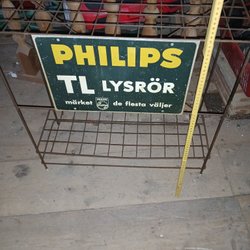 PHILIPS
TL LYSRÖR
märket de flesta väljer